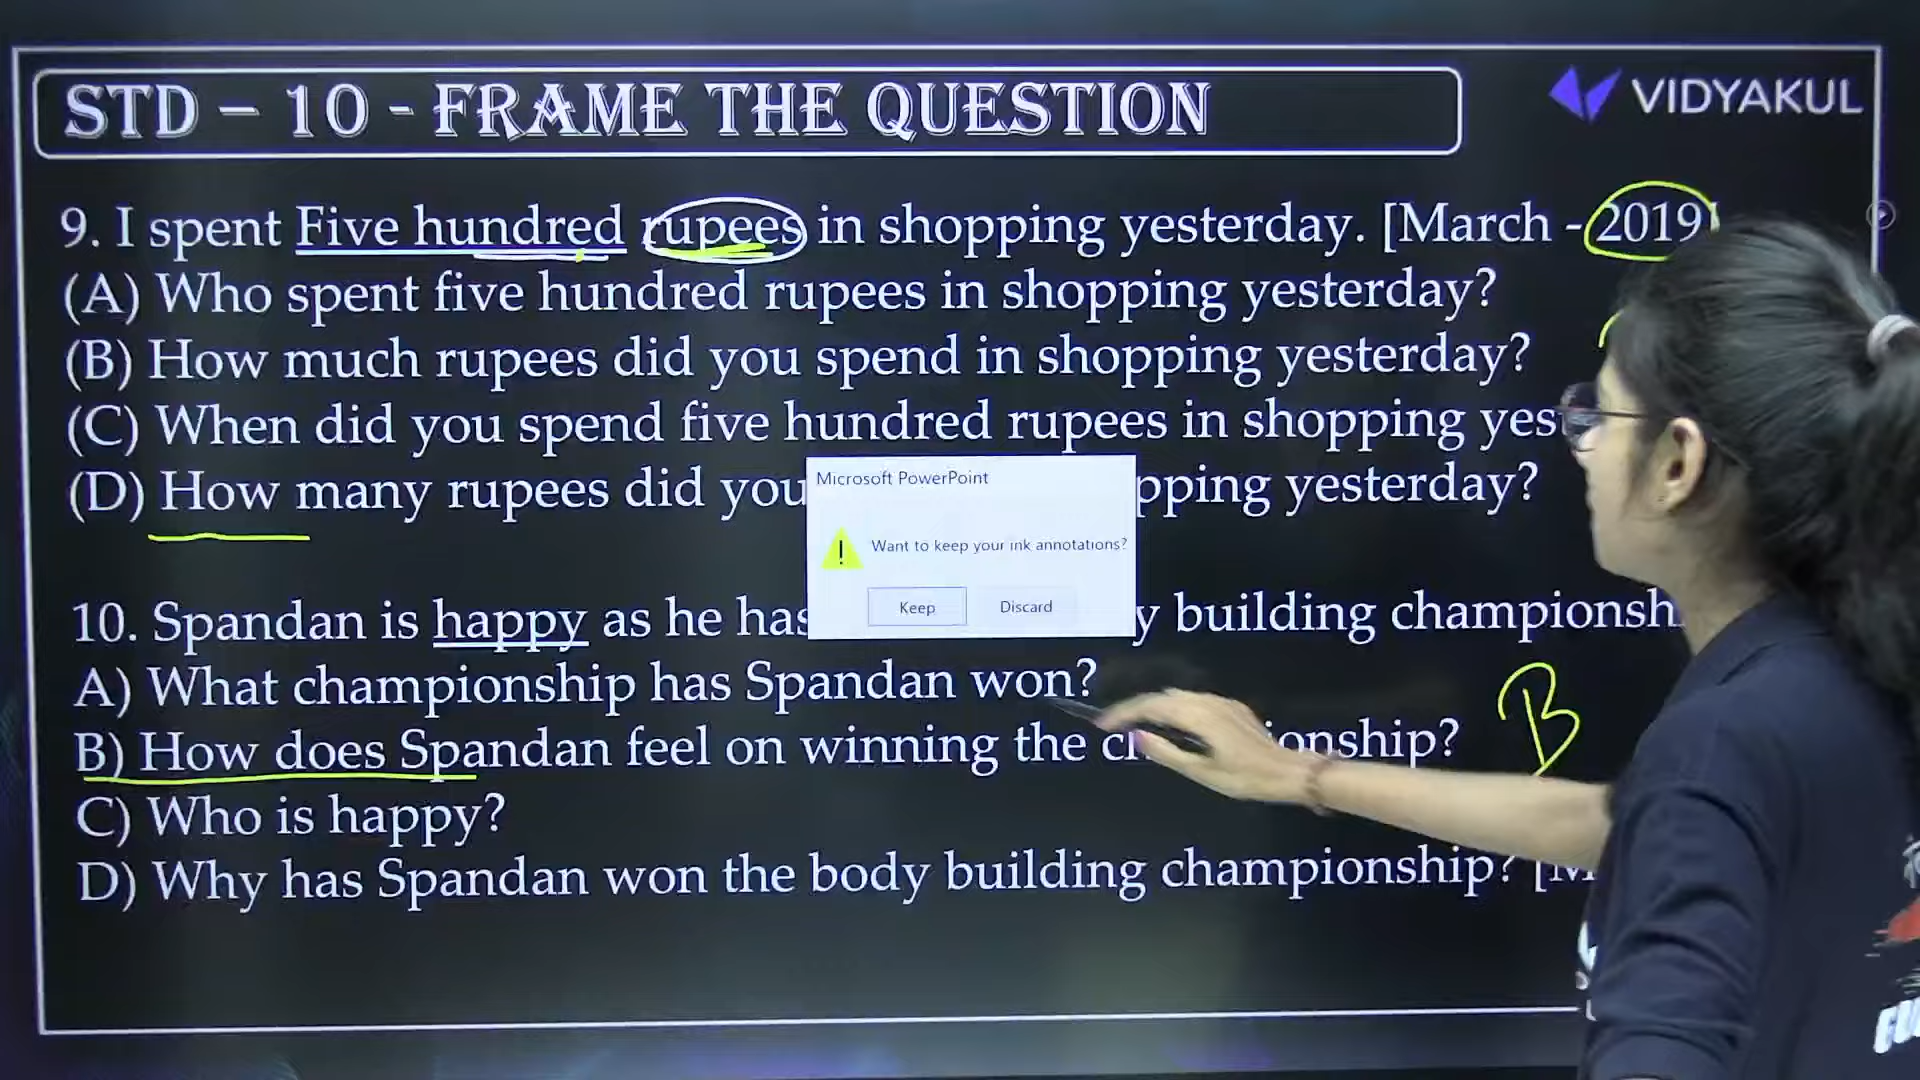 STD – 10 - FRAME THE QUESTION
VIDYAKUL
9. I spent Five hundred rupees in shopping yesterday. [March - 2019]
(A) Who spent five hundred rupees in shopping yesterday?
(B) How much rupees did you spend in shopping yesterday?
(C) When did you spend five hundred rupees in shopping
(D) How many rupees did you yesterday?
Microsoft PowerPoint
Want to keep your ink annotations?
Keep Discard
10. Spandan is happy as he has building
A) What championship has Spandan won?
B) How does Spandan feel on winning the
B
C) Who is happy?
D) Why has Spandan won the body building championship?